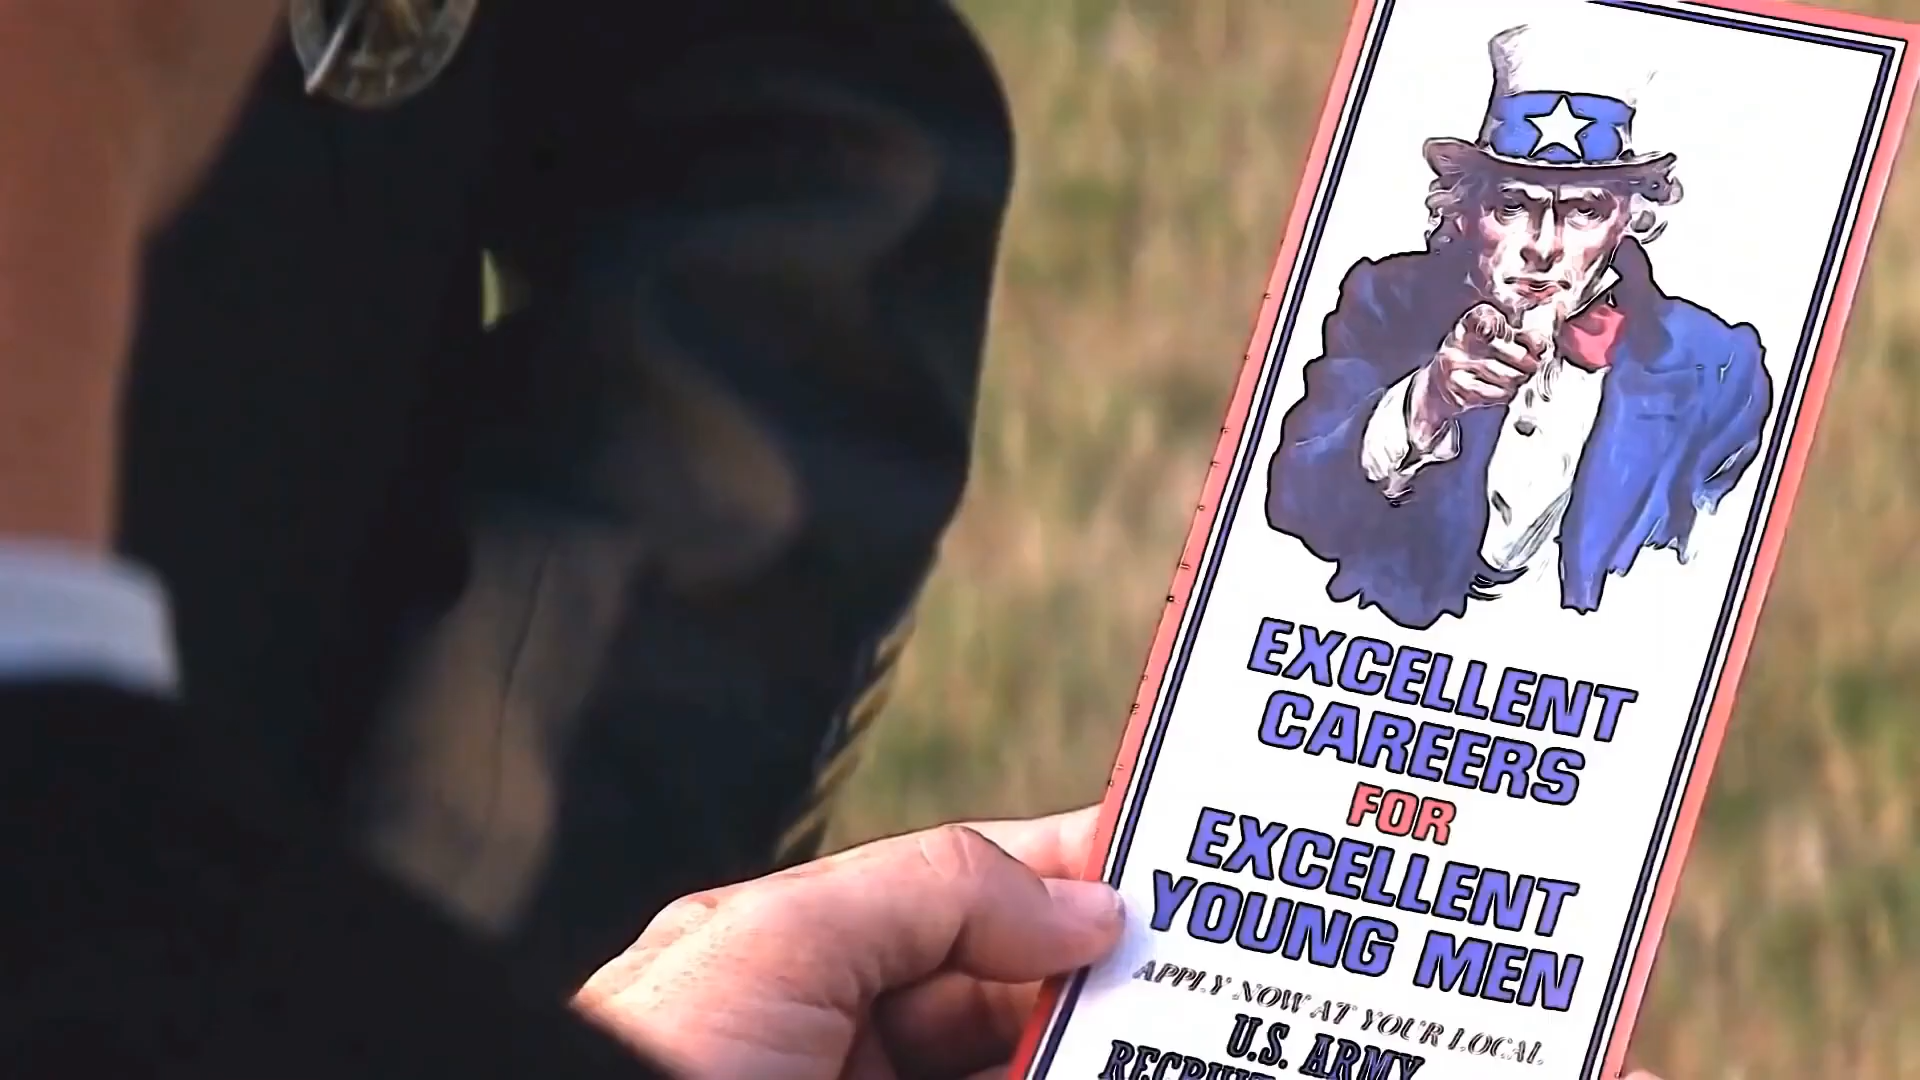 EXCELLENT
CAREERS
FOR
EXCELLENT
YOUNG MEN
APPLY NOW AT YOUR LOCAL
U.S. ARMY